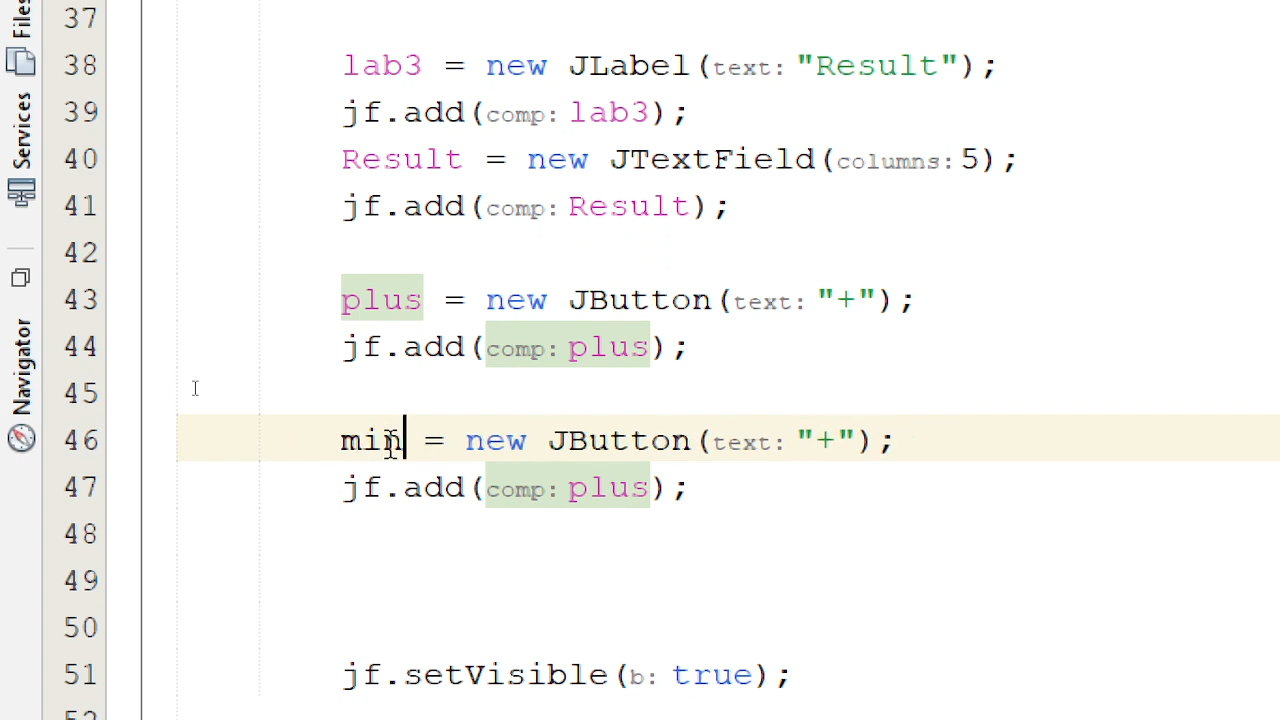 Files
Services
Navigator
37
38 lab3 = new JLabel(text: "Result");
39 jf.add(comp: lab3);
40 Result = new JTextField(columns: 5);
41 jf.add(comp: Result);
42
43 plus = new JButton(text: "+");
44 jf.add(comp: plus);
45
46 min = new JButton(text: "+");
47 jf.add(comp: plus);
48
49
50
51 jf.setVisible(b: true);
52